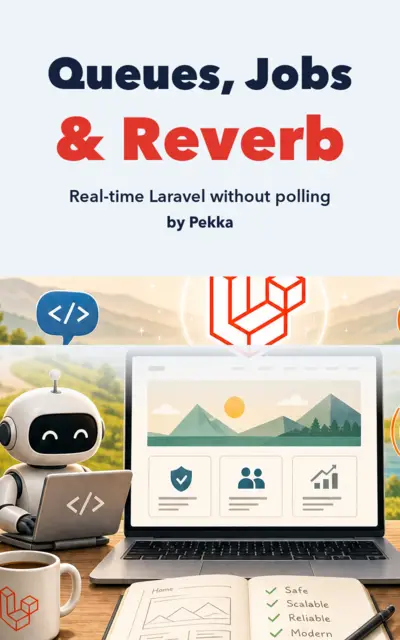 Queues, Jobs
& Reverb
Real-time Laravel without polling
by Pekka
</>
</>
Home
Safe
Scalable
Reliable
Modern